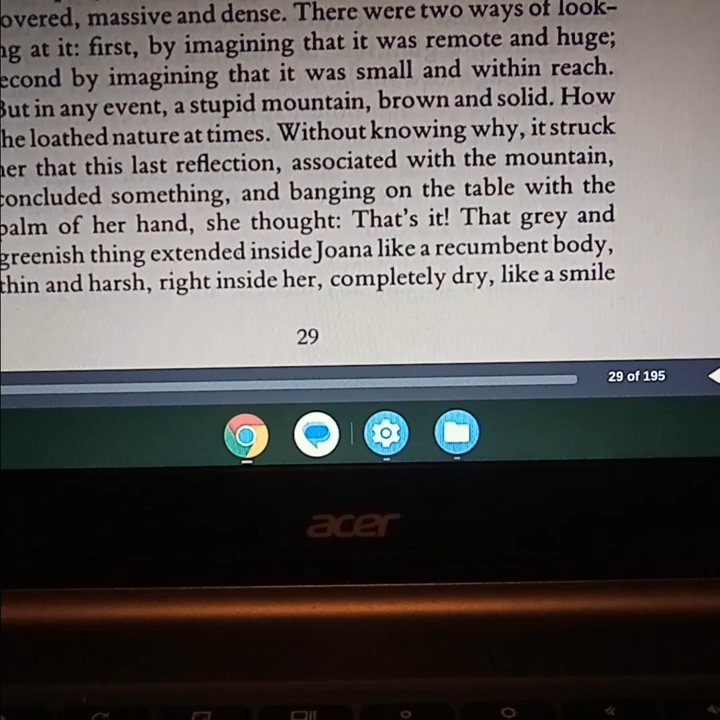 overed, massive and dense. There were two ways of look-
ng at it: first, by imagining that it was remote and huge;
econd by imagining that it was small and within reach.
But in any event, a stupid mountain, brown and solid. How
he loathed nature at times. Without knowing why, it struck
her that this last reflection, associated with the mountain,
concluded something, and banging on the table with the
palm of her hand, she thought: That's it! That grey and
greenish thing extended inside Joana like a recumbent body,
thin and harsh, right inside her, completely dry, like a smile
29
29 of 195
acer